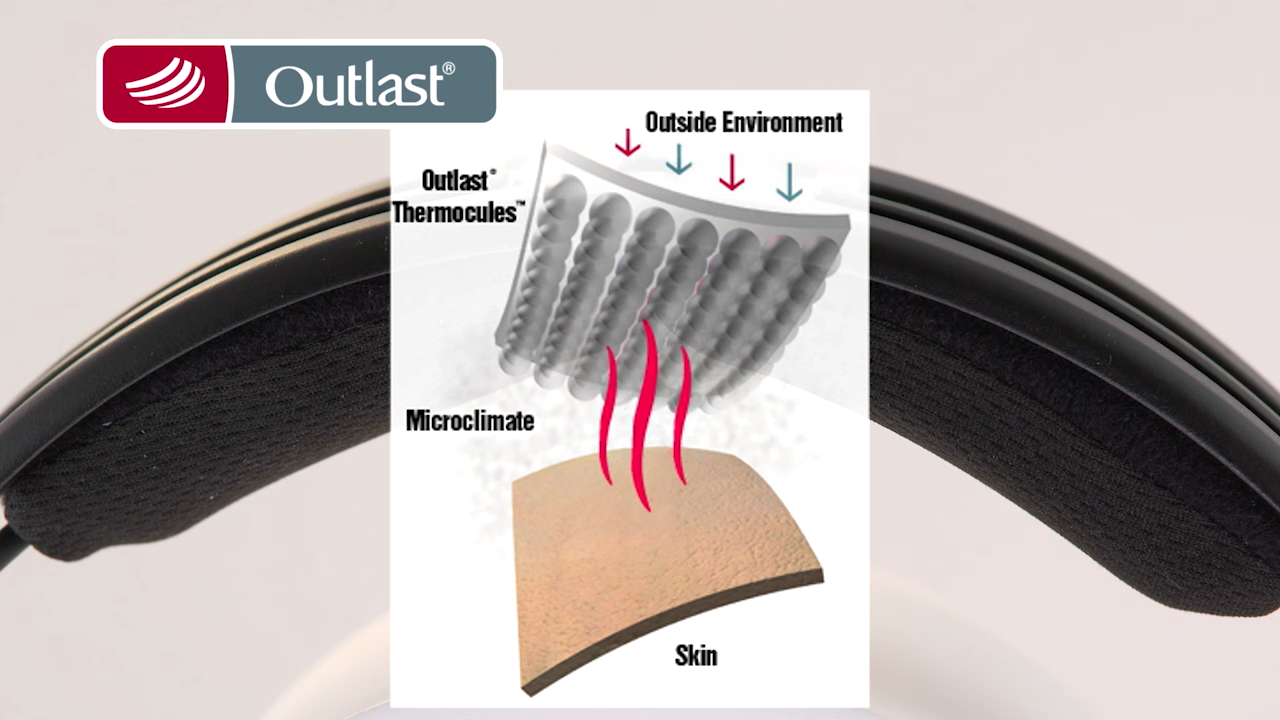 Outlast®
Outside Environment
Outlast®
Thermocules™
Microclimate
Skin